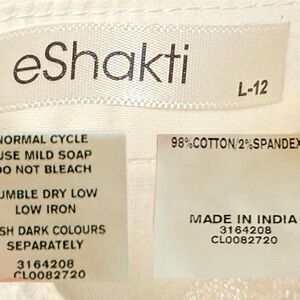 eShakti
L-12
NORMAL CYCLE
USE MILD SOAP
DO NOT BLEACH
UMBLE DRY LOW
LOW IRON
SH DARK COLOURS
SEPARATELY
3164208
CL0082720
98%COTTON/2%SPANDEX
MADE IN INDIA
3164208
CL0082720